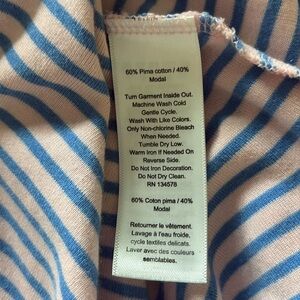 60% Pima cotton / 40%
Modal
Turn Garment Inside Out.
Machine Wash Cold
Gentle Cycle.
Wash With Like Colors.
Only Non-chlorine Bleach
When Needed.
Tumble Dry Low.
Warm Iron If Needed On
Reverse Side.
Do Not Iron Decoration.
Do Not Dry Clean.
RN 134578
60% Coton pima / 40%
Modal
Retourner le vêtement.
Lavage à l'eau froide,
cycle textiles délicats.
Laver avec des couleurs
semblables.